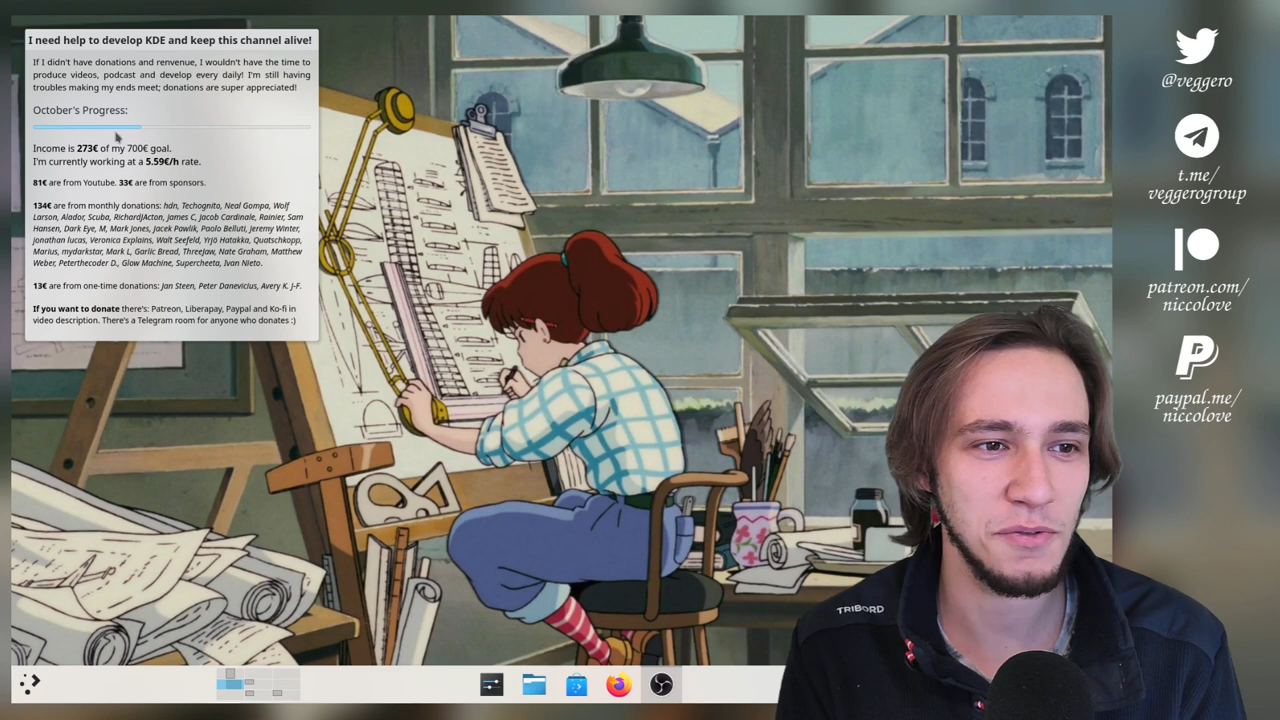 I need help to develop KDE and keep this channel alive!
If I didn't have donations and renvenue, I wouldn't have the time to
produce videos, podcast and develop every daily! I'm still having
troubles making my ends meet; donations are super appreciated!
October's Progress:
Income is 273€ of my 700€ goal.
I'm currently working at a 5.59€/h rate.
81€ are from Youtube. 33€ are from sponsors.
134€ are from monthly donations: hdn, Techognito, Neal Gompa, Wolf
Larson, Alador, Scuba, Richard|Acton, James C, Jacob Cardinale, Rainier, Sam
Hansen, Dark Eye, M, Mark Jones, Jacek Pawlik, Paolo Belluti, Jeremy Winter,
jonathan lucas, Veronica Explains, Walt Seefeld, Yrjö Hatakka, Quatschkopp,
Marius, mydarkstar, Mark L, Garlic Bread, ThreeJaw, Nate Graham, Matthew
Weber, Peterthecoder D., Glow Machine, Supercheeta, Ivan Nieto.
13€ are from one-time donations: Jan Steen, Peter Danevicius, Avery K. J-F.
If you want to donate there's: Patreon, Liberapay, Paypal and Ko-fi in
video description. There's a Telegram room for anyone who donates :)
@veggero
t.me/
veggerogroup
patreon.com/
niccolove
paypal.me/
niccolove
TRIBORD